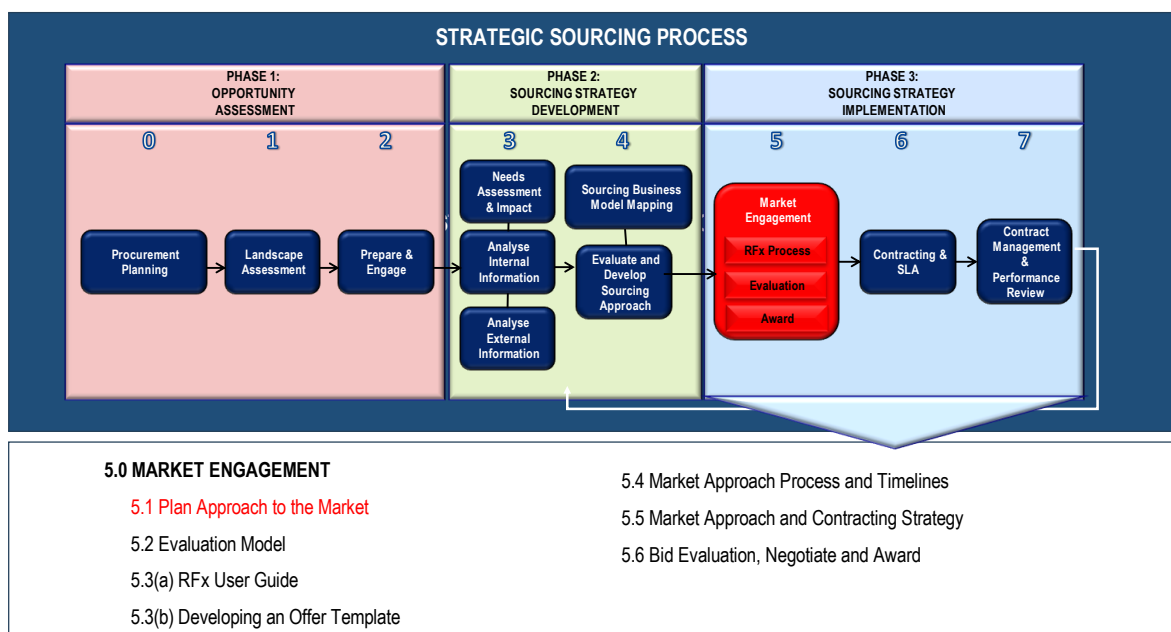 STRATEGIC SOURCING PROCESS
PHASE 1:
OPPORTUNITY
ASSESSMENT
PHASE 2:
SOURCING STRATEGY
DEVELOPMENT
PHASE 3:
SOURCING STRATEGY
IMPLEMENTATION
0
1
2
3
4
5
6
7
Procurement
Planning
Landscape
Assessment
Prepare &
Engage
Needs
Assessment
& Impact
Analyse
Internal
Information
Analyse
External
Information
Sourcing Business
Model Mapping
Evaluate and
Develop
Sourcing
Approach
Market
Engagement
RFx Process
Evaluation
Award
Contracting &
SLA
Contract
Management
&
Performance
Review
5.0 MARKET ENGAGEMENT
5.1 Plan Approach to the Market
5.2 Evaluation Model
5.3(a) RFx User Guide
5.3(b) Developing an Offer Template
5.4 Market Approach Process and Timelines
5.5 Market Approach and Contracting Strategy
5.6 Bid Evaluation, Negotiate and Award